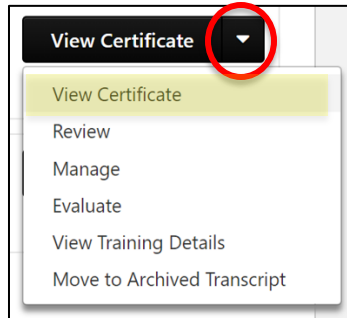 View Certificate
View Certificate
Review
Manage
Evaluate
View Training Details
Move to Archived Transcript